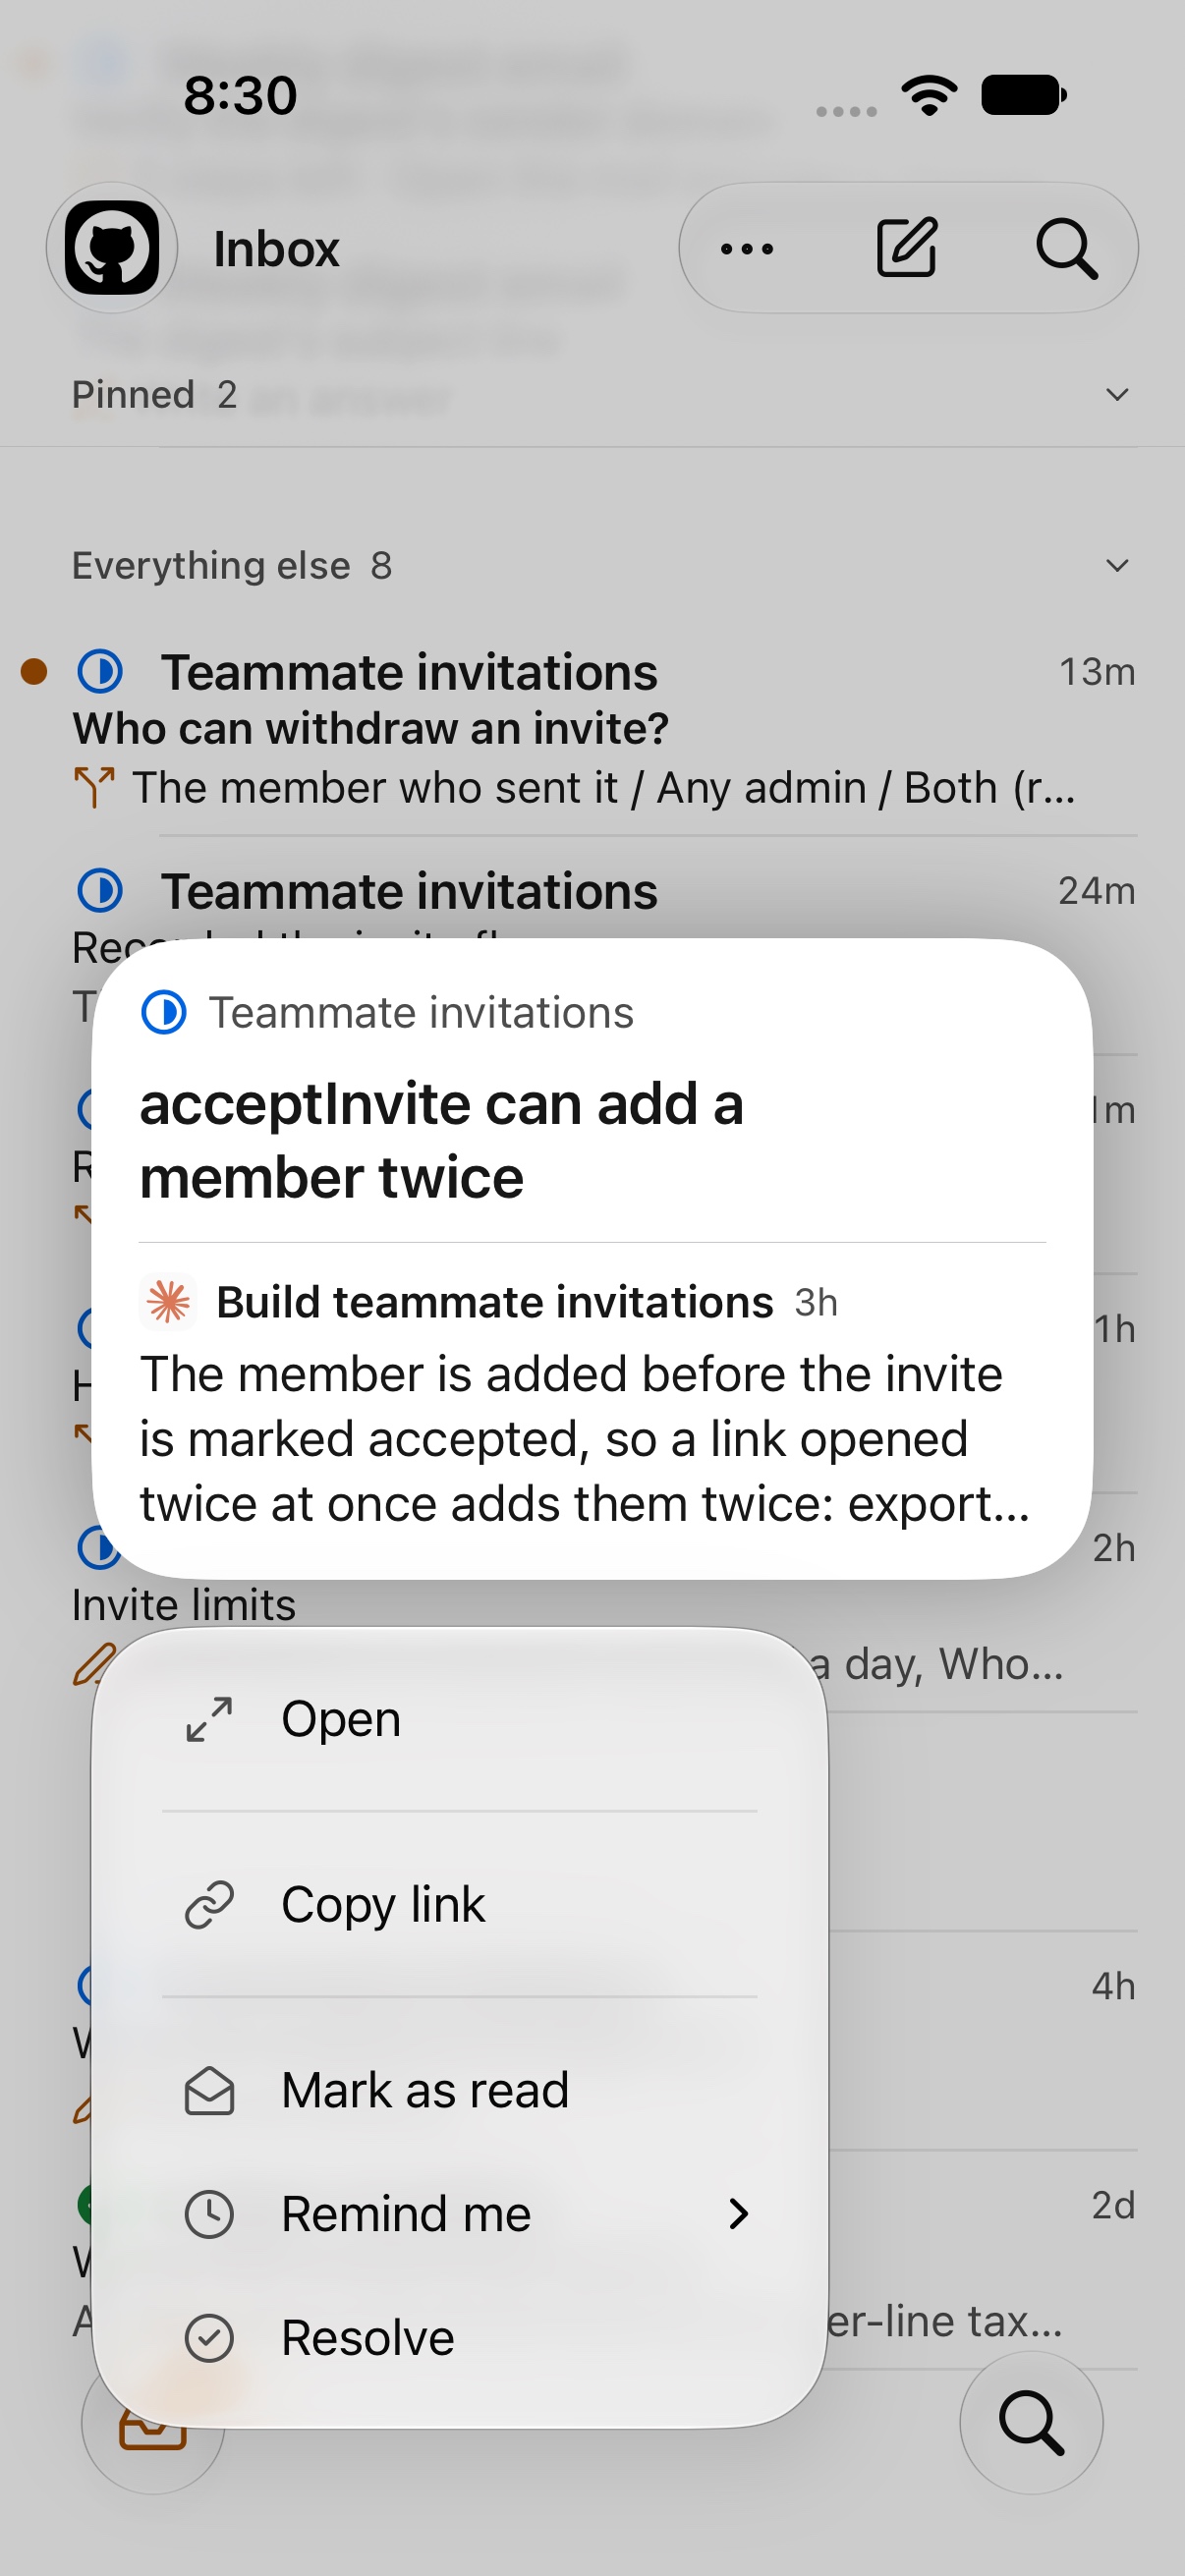 8:30
Inbox
Pinned 2
Everything else 8
Teammate invitations 13m
Who can withdraw an invite?
The member who sent it / Any admin / Both (r...
Teammate invitations 24m
Teammate invitations
acceptInvite can add a
member twice
Build teammate invitations 3h
The member is added before the invite
is marked accepted, so a link opened
twice at once adds them twice: export...
1h
2h
Invite limits
a day, Who...
Open
Copy link
4h
Mark as read
Remind me
2d
Resolve
er-line tax...